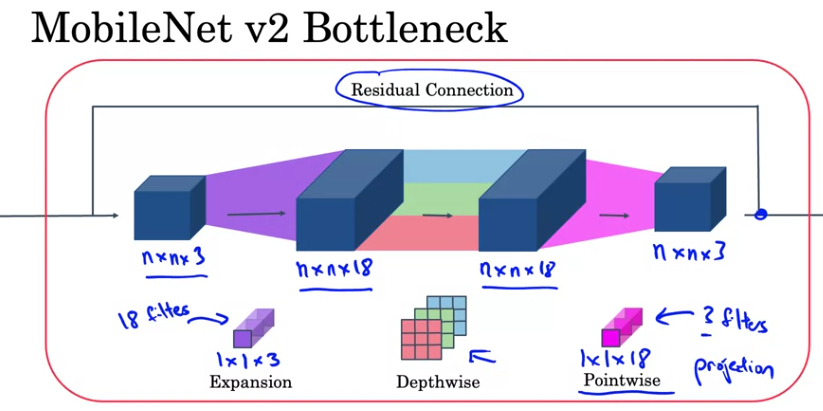 MobileNet v2 Bottleneck
Residual Connection
n×n×3
n×n×18
n×n×18
n×n×3
18 filtes
1×1×3
Expansion
Depthwise
1×1×18
Pointwise
3 filters
projection